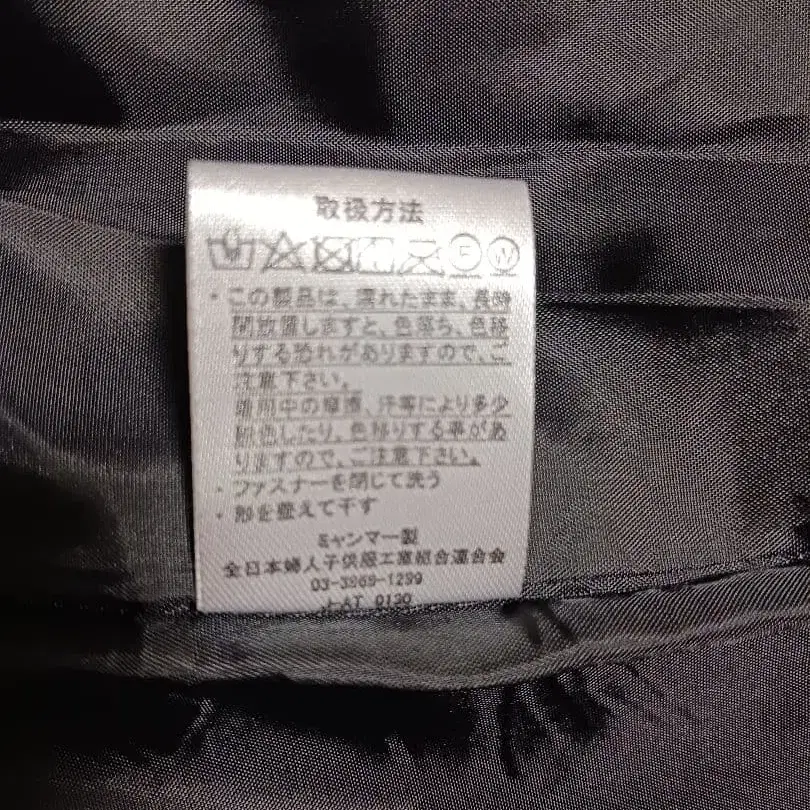 取扱方法
F W
・この製品は、濡れたまま、長時
間放置しますと、色落ち、色移
りする恐れがありますので、ご
注意下さい。
着用中の摩擦、汗等により多少
脱色したり、色移りする事があ
りますので、ご注意下さい。
・ファスナーを閉じて洗う
・形を整えて干す
ミャンマー製
全日本婦人子供服工業組合連合会
03-3969-1299
LAT 0130